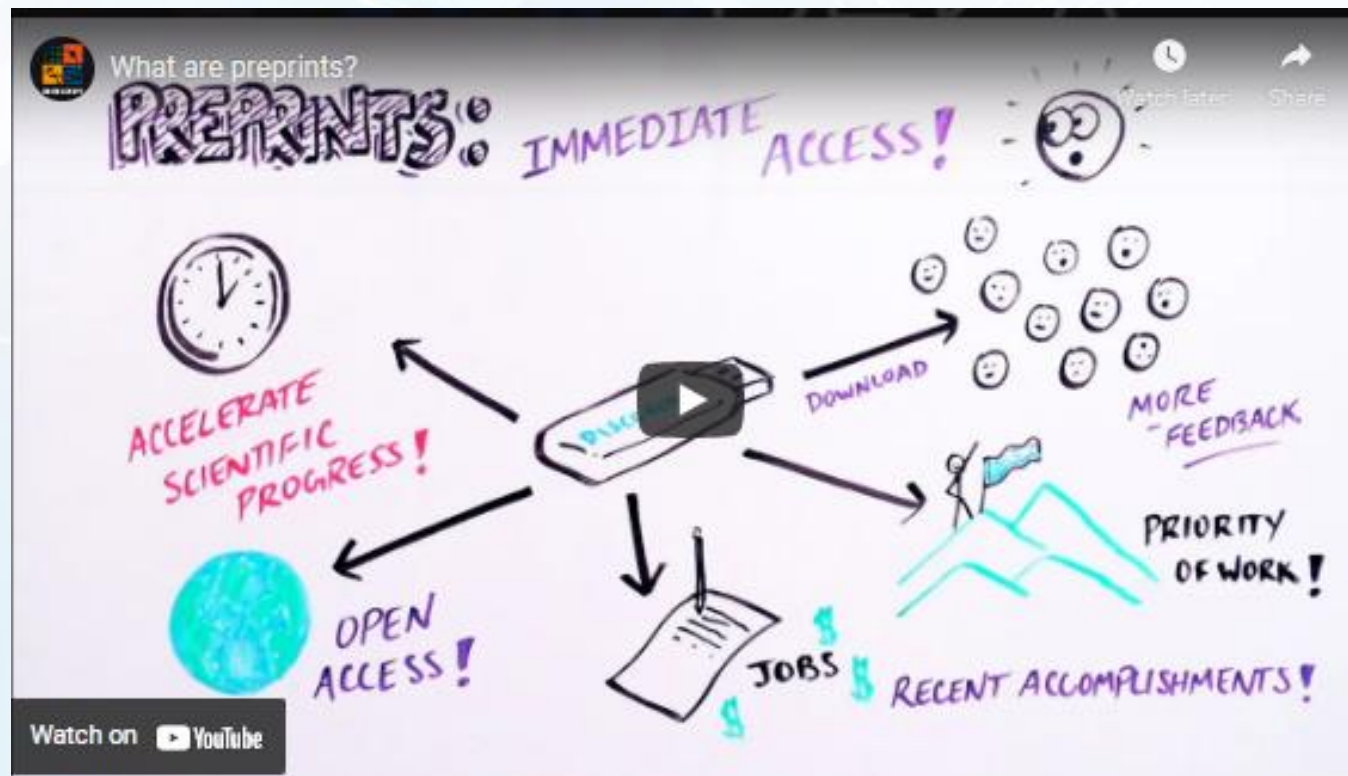 What are preprints?
Watch later
Share
PREPRINTS:
IMMEDIATE
ACCESS!
DOWNLOAD
MORE
FEEDBACK
ACCELERATE
SCIENTIFIC
PROGRESS!
PRIORITY
OF WORK!
OPEN
ACCESS!
JOBS
$
$
$
RECENT ACCOMPLISHMENTS!
Watch on YouTube